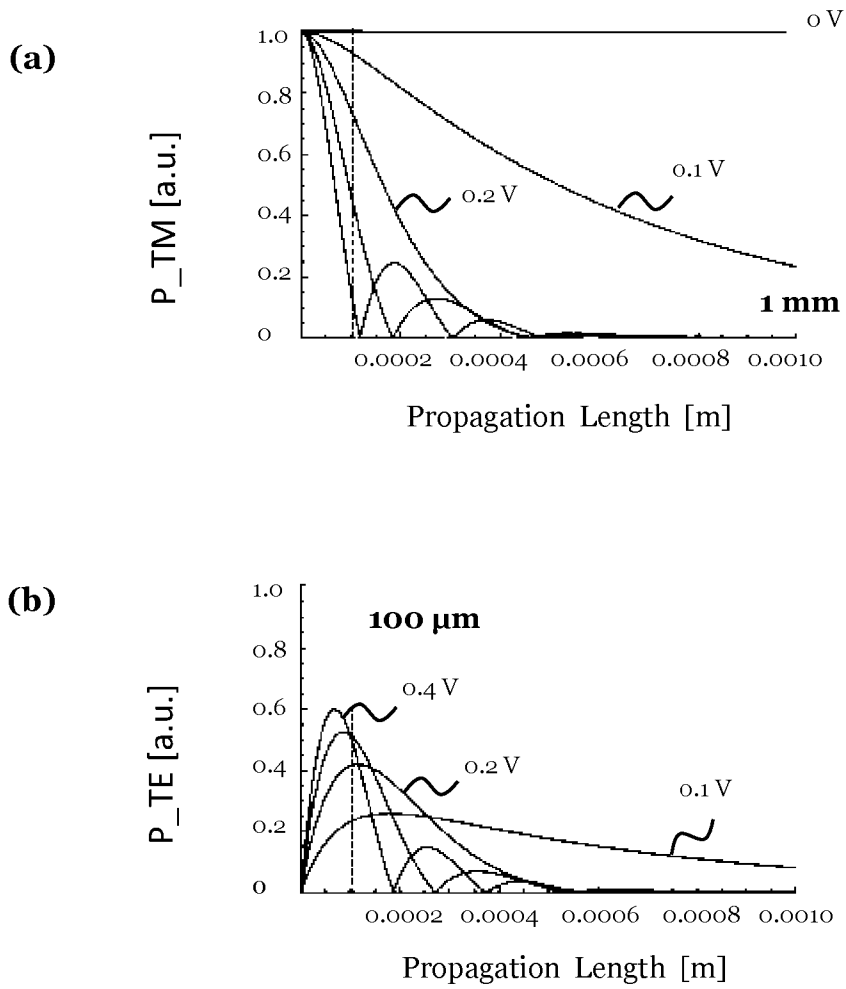 (a)
0 V
1.0
0.8
0.6
0.4
0.2
0
P_TM [a.u.]
0.1 V
0.2 V
1 mm
0.0002 0.0004 0.0006 0.0008 0.0010
Propagation Length [m]
(b)
1.0
0.8
0.6
0.4
0.2
0
P_TE [a.u.]
100 µm
0.4 V
0.2 V
0.1 V
0.0002 0.0004 0.0006 0.0008 0.0010
Propagation Length [m]